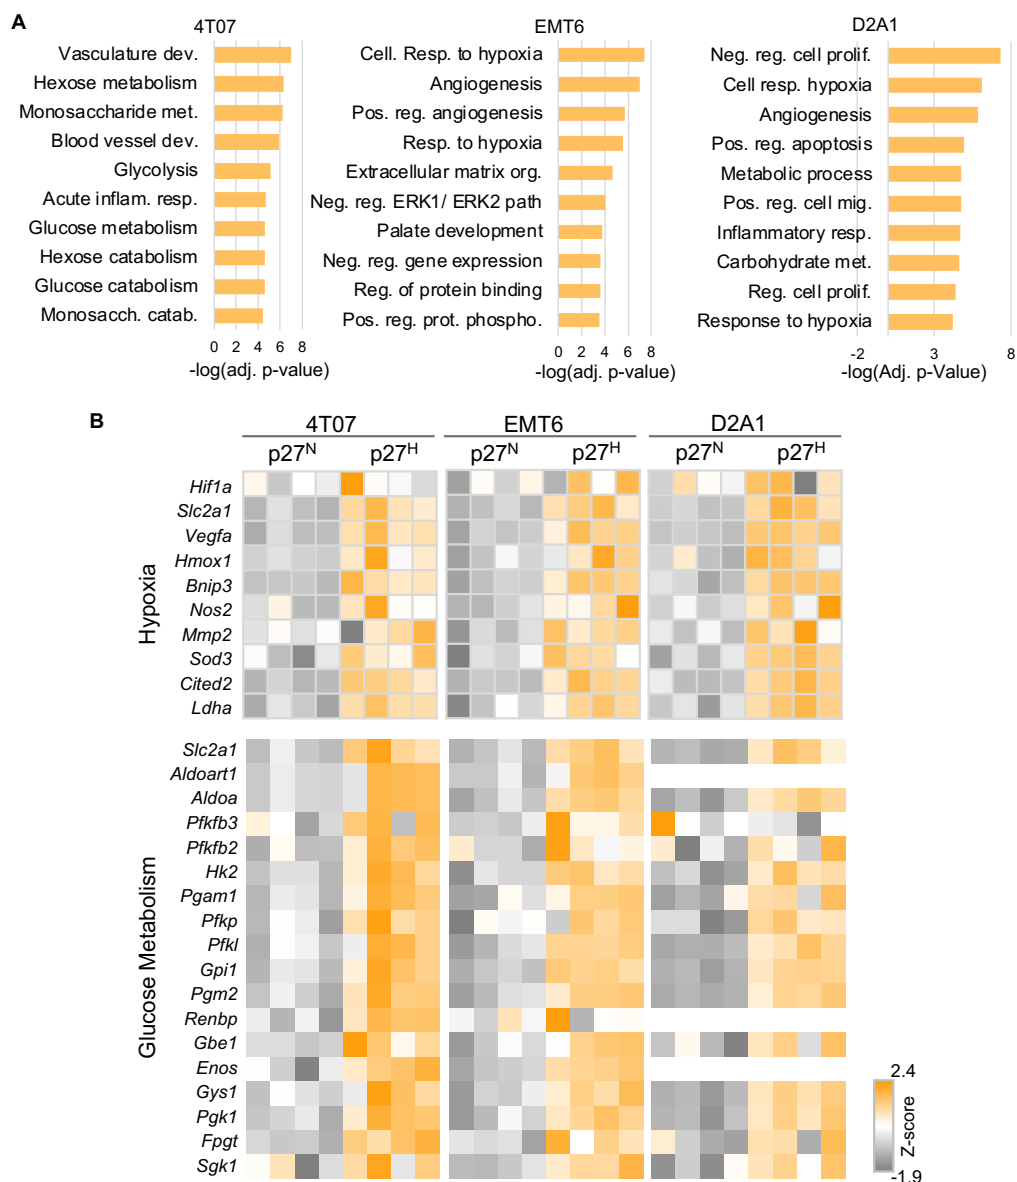 A
4T07
Vasculature dev.
Hexose metabolism
Monosaccharide met.
Blood vessel dev.
Glycolysis
Acute inflam. resp.
Glucose metabolism
Hexose catabolism
Glucose catabolism
Monosacch. catab.
0 2 4 6 8
-log(adj. p-value)
EMT6
Cell. Resp. to hypoxia
Angiogenesis
Pos. reg. angiogenesis
Resp. to hypoxia
Extracellular matrix org.
Neg. reg. ERK1/ ERK2 path
Palate development
Neg. reg. gene expression
Reg. of protein binding
Pos. reg. prot. phospho.
0 2 4 6 8
-log(adj. p-value)
D2A1
Neg. reg. cell prolif.
Cell resp. hypoxia
Angiogenesis
Pos. reg. apoptosis
Metabolic process
Pos. reg. cell mig.
Inflammatory resp.
Carbohydrate met.
Reg. cell prolif.
Response to hypoxia
-2 3 8
-log(Adj. p-Value)
B
4T07 EMT6 D2A1
p27N p27H p27N p27H p27N p27H
Hypoxia
Hif1a
Slc2a1
Vegfa
Hmox1
Bnip3
Nos2
Mmp2
Sod3
Cited2
Ldha
Glucose Metabolism
Slc2a1
Aldoart1
Aldoa
Pfkfb3
Pfkfb2
Hk2
Pgam1
Pfkp
Pfkl
Gpi1
Pgm2
Renbp
Gbe1
Enos
Gys1
Pgk1
Fpgt
Sgk1
2.4
Z-score
-1.9